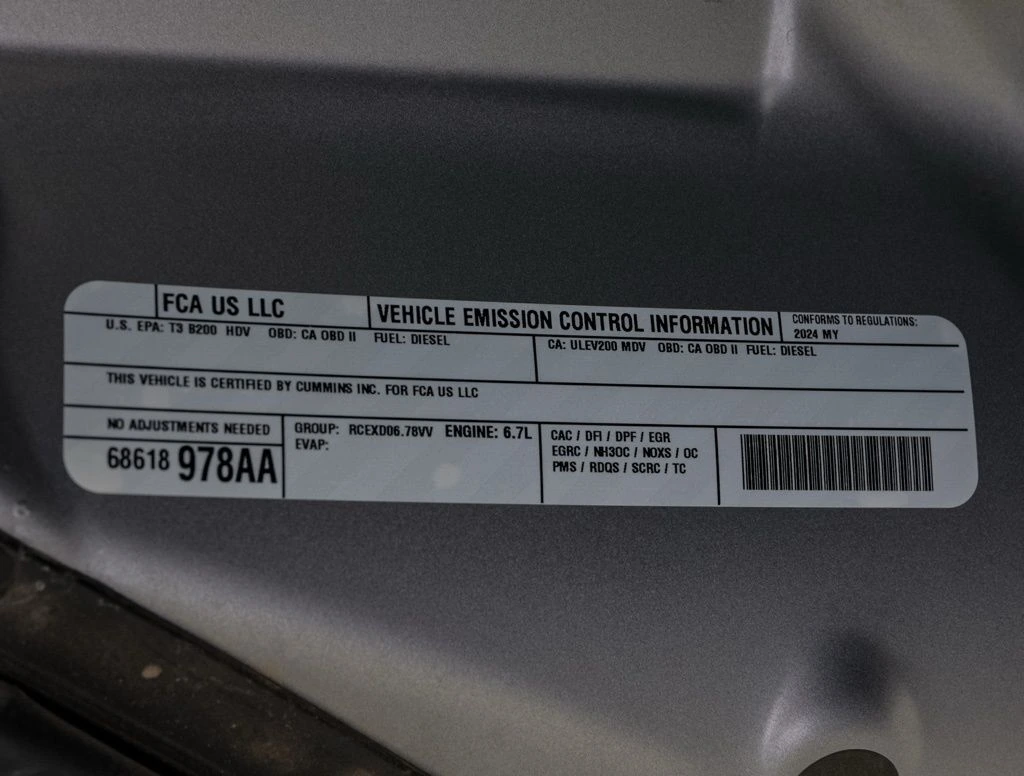 FCA US LLC
VEHICLE EMISSION CONTROL INFORMATION
CONFORMS TO REGULATIONS:
2024 MY
U.S. EPA: T3 B200 HDV OBD: CA OBD II FUEL: DIESEL
CA: ULEV200 MDV OBD: CA OBD II FUEL: DIESEL
THIS VEHICLE IS CERTIFIED BY CUMMINS INC. FOR FCA US LLC
NO ADJUSTMENTS NEEDED
68618 978AA
GROUP: RCEXD06.78VV ENGINE: 6.7L
EVAP:
CAC / DFI / DPF / EGR
EGRC / NH3OC / NOXS / OC
PMS / RDQS / SCRC / TC